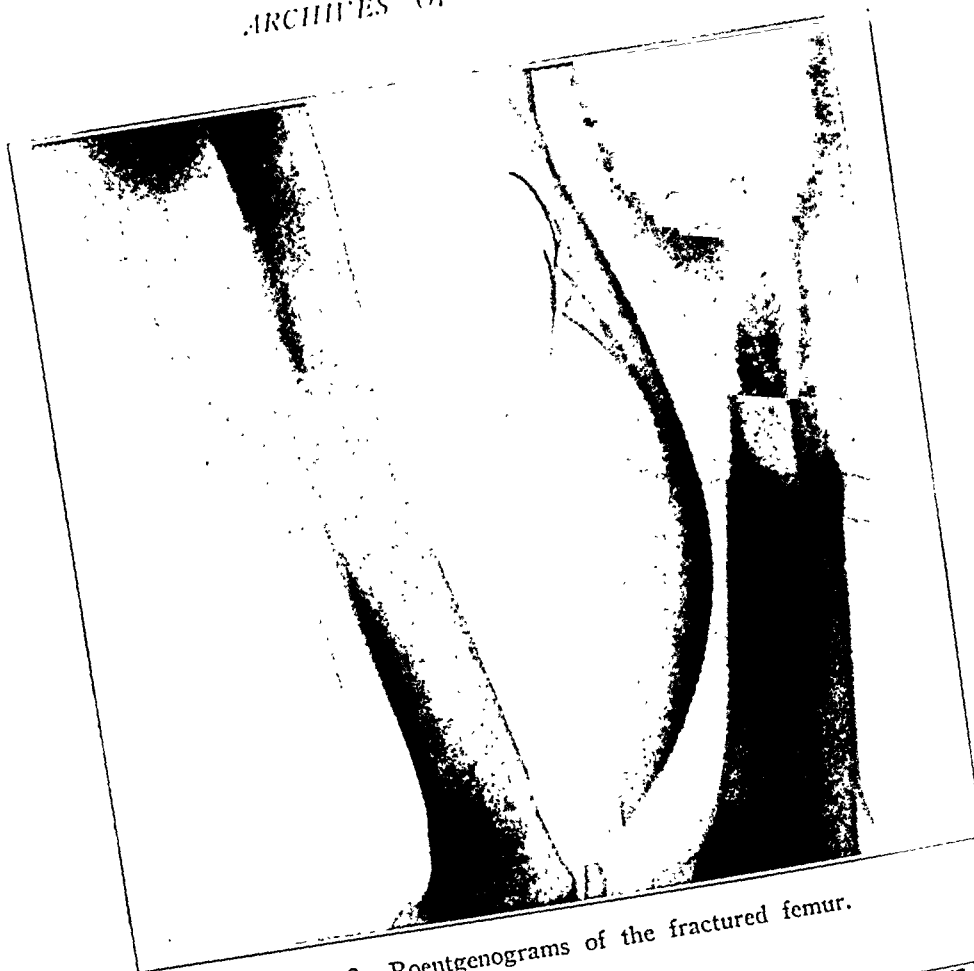 ARCHIVES OF
Roentgenograms of the fractured femur.